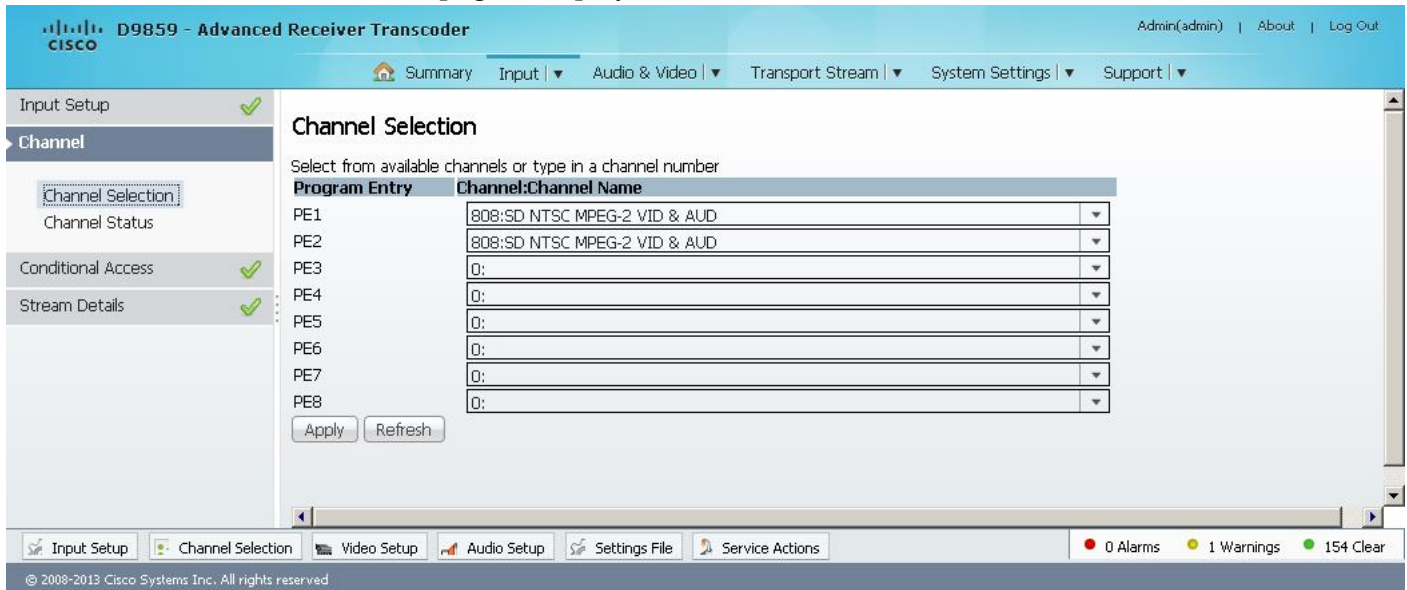 CISCO D9859 - Advanced Receiver Transcoder Admin(admin) | About | Log Out
Summary Input | Audio & Video | Transport Stream | System Settings | Support |
Input Setup
Channel
Channel Selection
Channel Status
Conditional Access
Stream Details
Channel Selection
Select from available channels or type in a channel number
Program Entry Channel:Channel Name
PE1 808:SD NTSC MPEG-2 VID & AUD
PE2 808:SD NTSC MPEG-2 VID & AUD
PE3 0:
PE4 0:
PE5 0:
PE6 0:
PE7 0:
PE8 0:
Apply Refresh
Input Setup Channel Selection Video Setup Audio Setup Settings File Service Actions 0 Alarms 1 Warnings 154 Clear
© 2008-2013 Cisco Systems Inc. All rights reserved